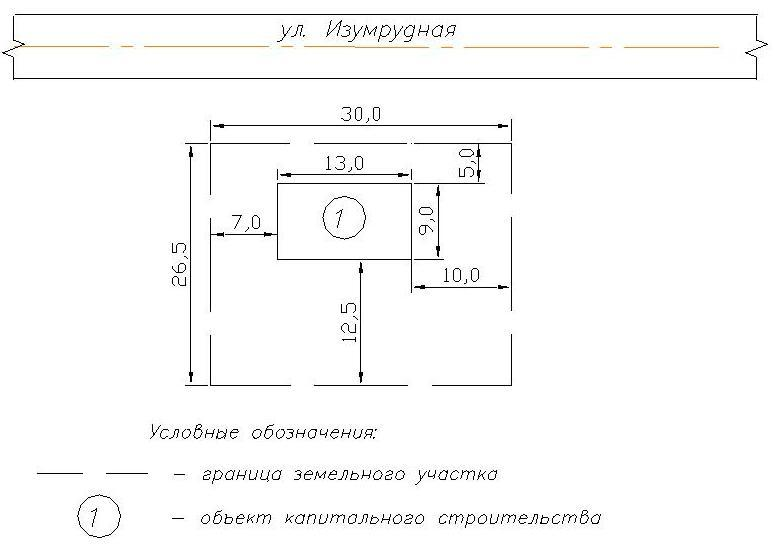 ул. Изумрудная
30,0
13,0
5,0
1
7,0
9,0
26,5
10,0
12,5
Условные обозначения:
– граница земельного участка
1 – объект капитального строительства